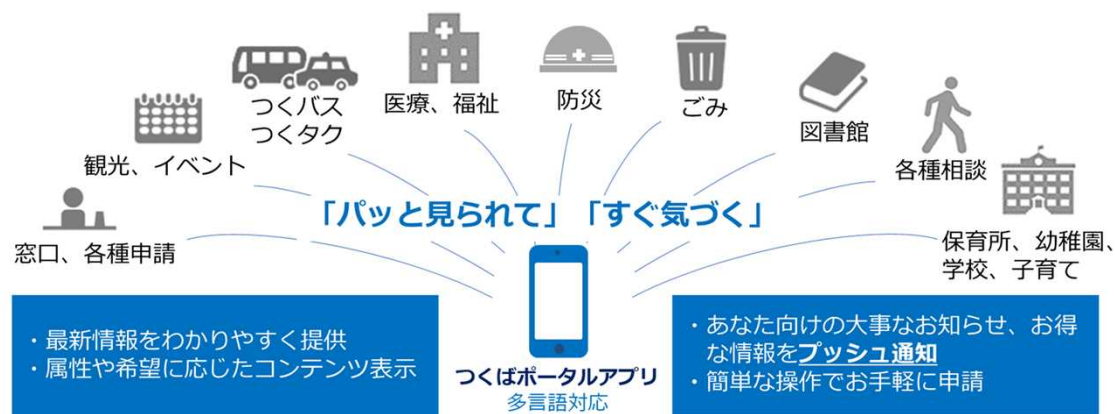 つくバス
つくタク
医療、福祉
防災
ごみ
図書館
観光、イベント
各種相談
窓口、各種申請
保育所、幼稚園、
学校、子育て
「パッと見られて」「すぐ気づく」
・最新情報をわかりやすく提供
・属性や希望に応じたコンテンツ表示
つくばポータルアプリ
多言語対応
・あなた向けの大事なお知らせ、お得
な情報をプッシュ通知
・簡単な操作でお手軽に申請